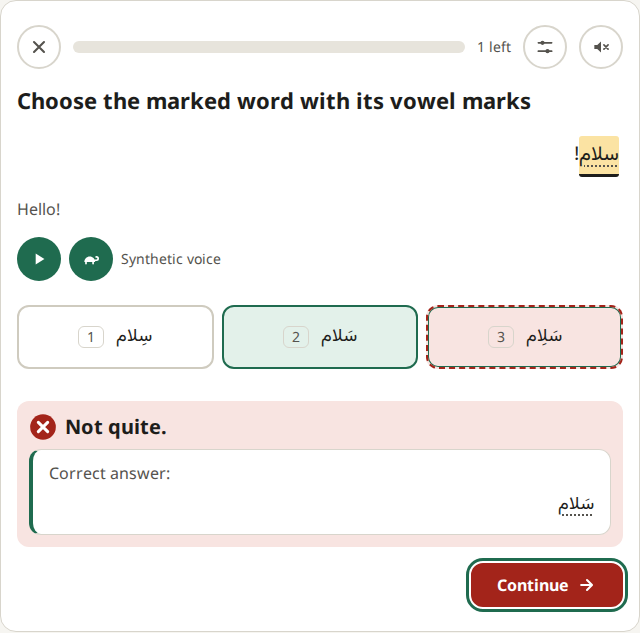 1 left
Choose the marked word with its vowel marks
سلام!
Hello!
Synthetic voice
1 سِلام
2 سَلام
3 سَلِام
Not quite.
Correct answer:
سَلام
Continue